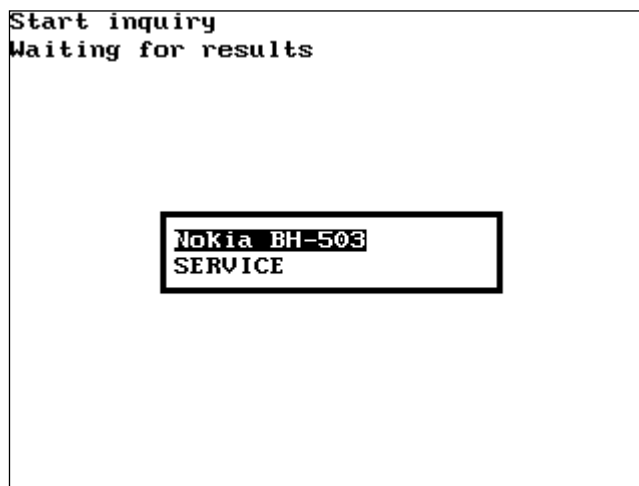 Start inquiry
Waiting for results
Nokia BH-503
SERVICE